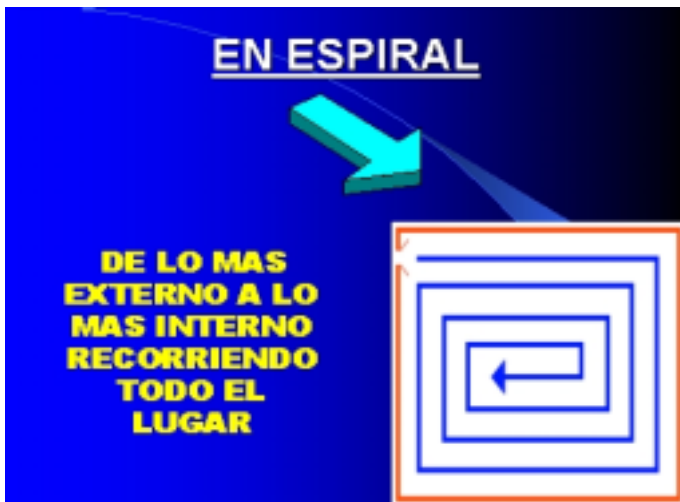 EN ESPIRAL
DE LO MAS
EXTERNO A LO
MAS INTERNO
RECORRIENDO
TODO EL
LUGAR